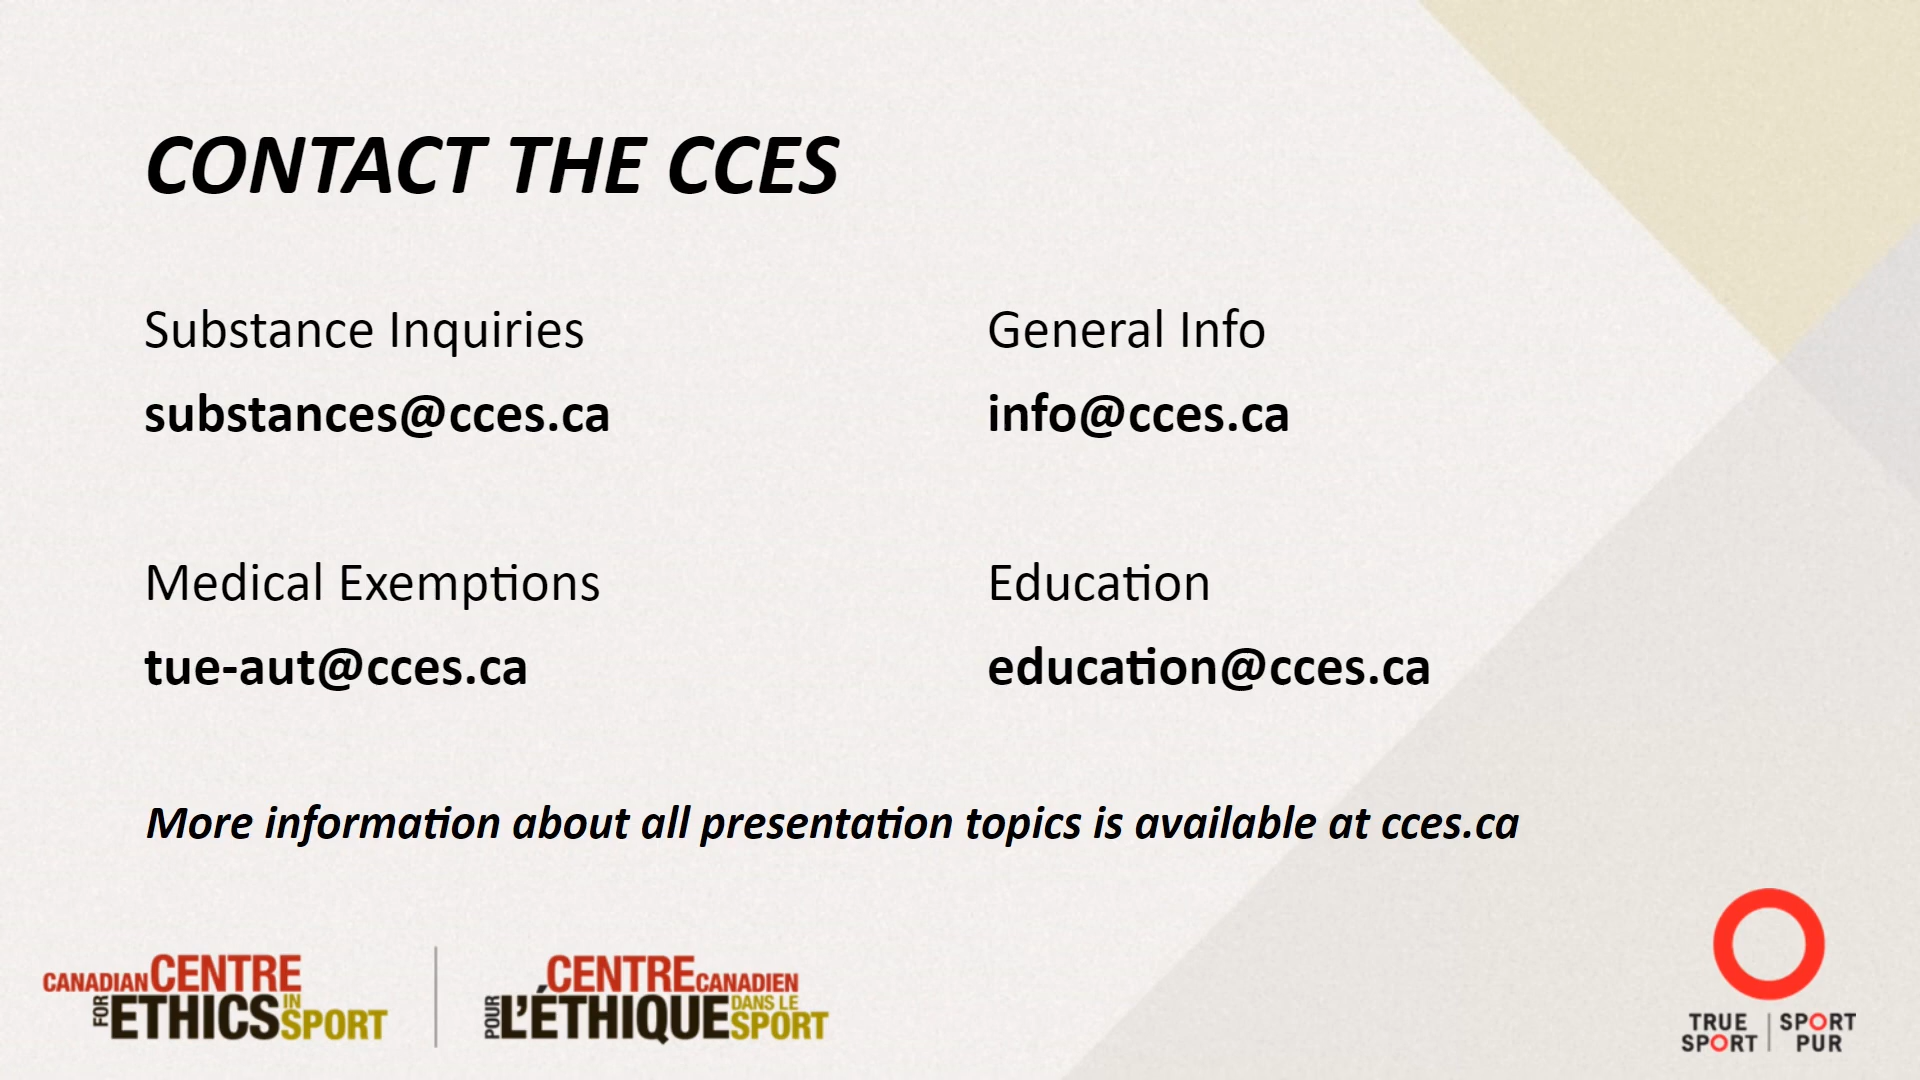 CONTACT THE CCES
Substance Inquiries
substances@cces.ca
General Info
info@cces.ca
Medical Exemptions
tue-aut@cces.ca
Education
education@cces.ca
More information about all presentation topics is available at cces.ca
CANADIAN CENTRE
FOR ETHICS IN SPORT
CENTRE CANADIEN
POUR L'ÉTHIQUE DANS LE SPORT
TRUE SPORT
SPORT PUR